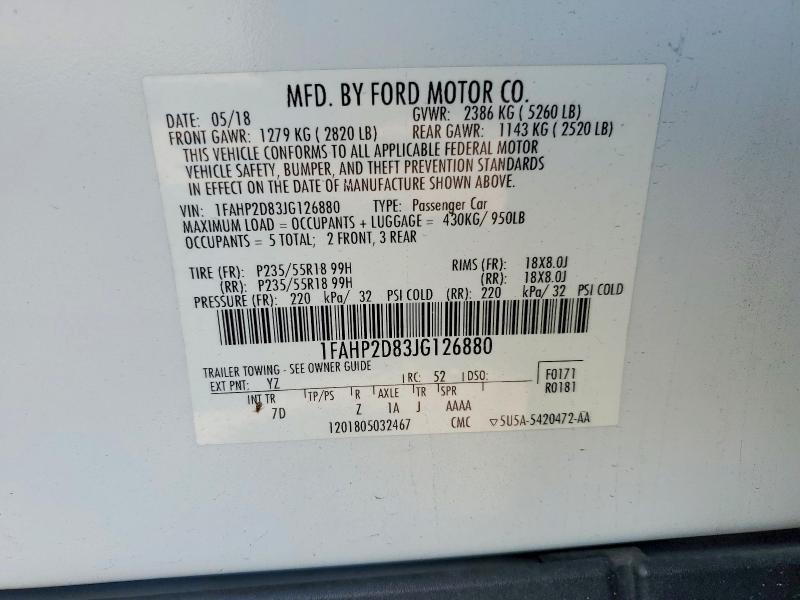 MFD. BY FORD MOTOR CO.
DATE: 05/18 GVWR: 2386 KG ( 5260 LB)
FRONT GAWR: 1279 KG ( 2820 LB) REAR GAWR: 1143 KG ( 2520 LB)
THIS VEHICLE CONFORMS TO ALL APPLICABLE FEDERAL MOTOR
VEHICLE SAFETY, BUMPER, AND THEFT PREVENTION STANDARDS
IN EFFECT ON THE DATE OF MANUFACTURE SHOWN ABOVE.
VIN: 1FAHP2D83JG126880 TYPE: Passenger Car
MAXIMUM LOAD = OCCUPANTS + LUGGAGE = 430KG/ 950LB
OCCUPANTS = 5 TOTAL; 2 FRONT, 3 REAR
TIRE (FR): P235/55R18 99H RIMS (FR): 18X8.0J
(RR): P235/55R18 99H (RR): 18X8.0J
PRESSURE (FR): 220 kPa/ 32 PSI COLD (RR): 220 kPa/ 32 PSI COLD
1FAHP2D83JG126880
TRAILER TOWING - SEE OWNER GUIDE
EXT PNT: YZ RC: 52 DSO: F0171
R0181
INT TR TP/PS R AXLE TR SPR
7D Z 1A J AAAA
1201805032467 CMC ▽5U5A-5420472-AA